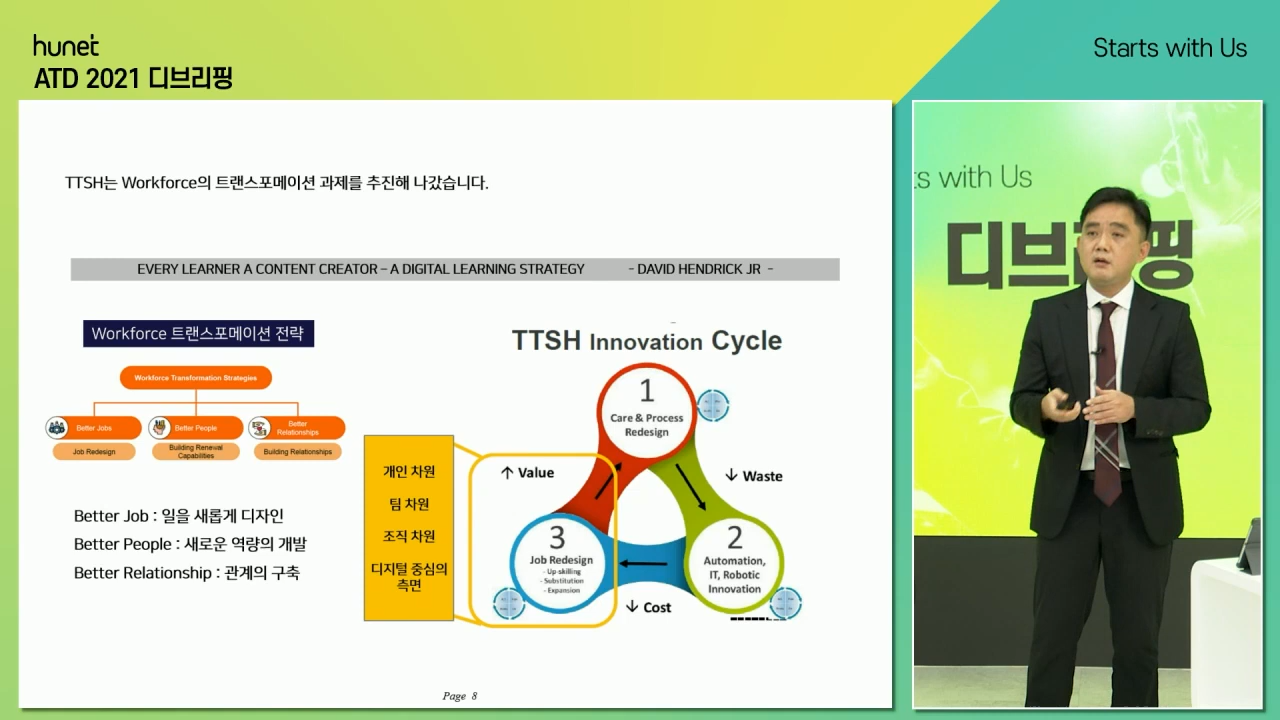 hunet
ATD 2021 디브리핑
Starts with Us
TTSH는 Workforce의 트랜스포메이션 과제를 추진해 나갔습니다.
EVERY LEARNER A CONTENT CREATOR – A DIGITAL LEARNING STRATEGY - DAVID HENDRICK JR -
Workforce 트랜스포메이션 전략
Workforce Transformation Strategies
Better Jobs
Better People
Better
Relationships
Job Redesign
Building Renewal
Capabilities
Building Relationships
Better Job : 일을 새롭게 디자인
Better People : 새로운 역량의 개발
Better Relationship : 관계의 구축
개인 차원
팀 차원
조직 차원
디지털 중심의
측면
TTSH Innovation Cycle
1
Care & Process
Redesign
↑ Value
↓ Waste
3
Job Redesign
- Up-skilling
- Substitution
- Expansion
2
Automation,
IT, Robotic
Innovation
↓ Cost
Page 8
ts with Us
디브리핑